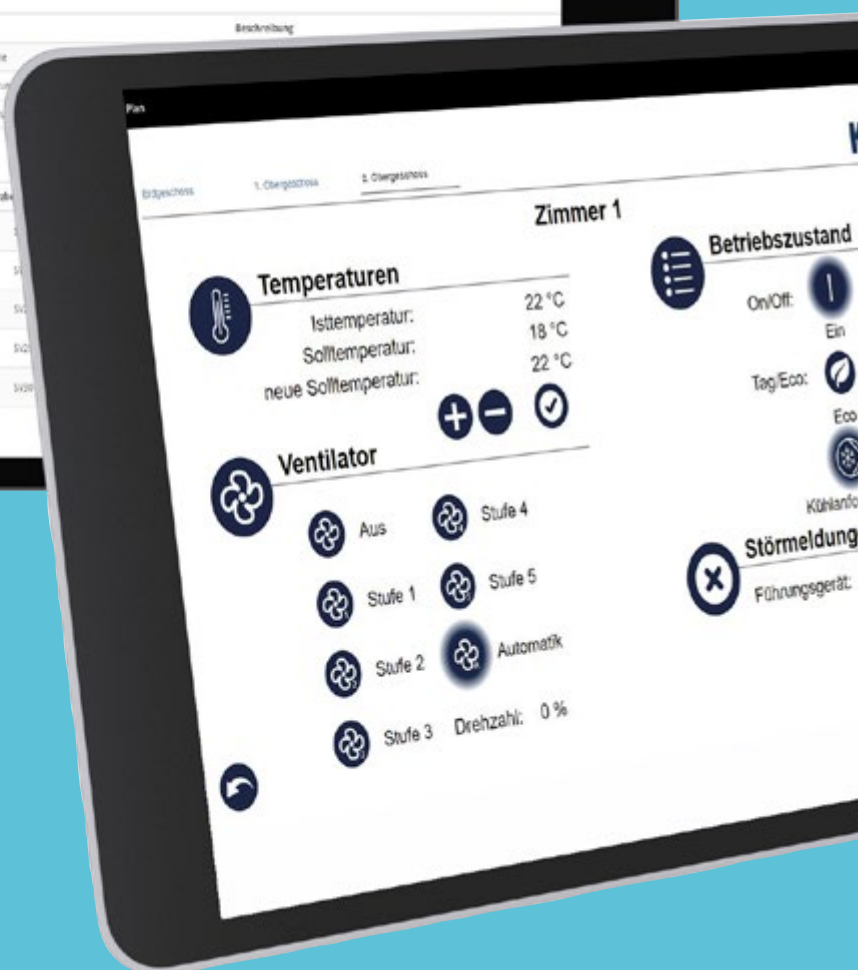 Beschreibung
Plan
Erdgeschoss 1. Obergeschoss 2. Obergeschoss
Zimmer 1
Temperaturen
Isttemperatur: 22 °C
Solltemperatur: 18 °C
neue Solltemperatur: 22 °C
Ventilator
Aus Stufe 4
Stufe 1 Stufe 5
Stufe 2 Automatik
Stufe 3 Drehzahl: 0 %
Betriebszustand
On/Off:
Ein
Tag/Eco:
Eco
Kühlanfo
Störmeldung
Führungsgerät: